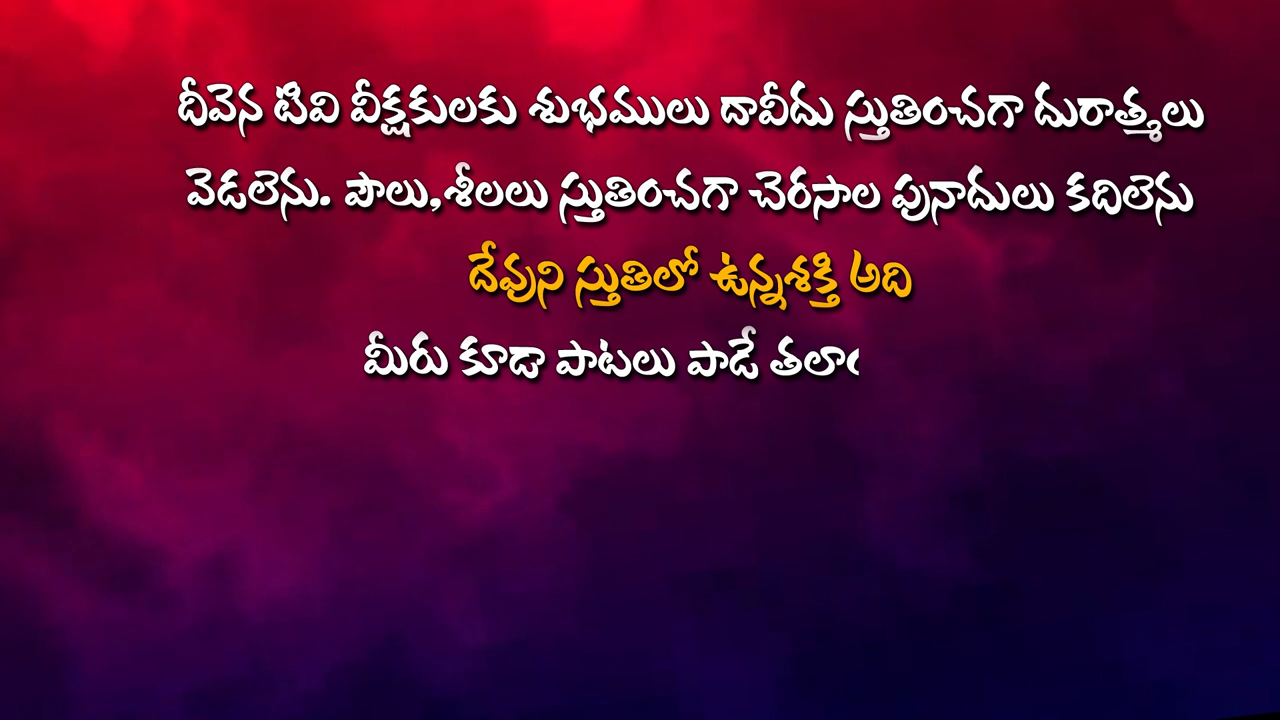 దీవెన టివి వీక్షకులకు శుభములు దావీదు స్తుతించగా దురాత్మలు
వెడలెను. పౌలు,శీలలు స్తుతించగా చెరసాల పునాదులు కదిలెను
దేవుని స్తుతిలో ఉన్నశక్తి అది
మీరు కూడా పాటలు పాడే